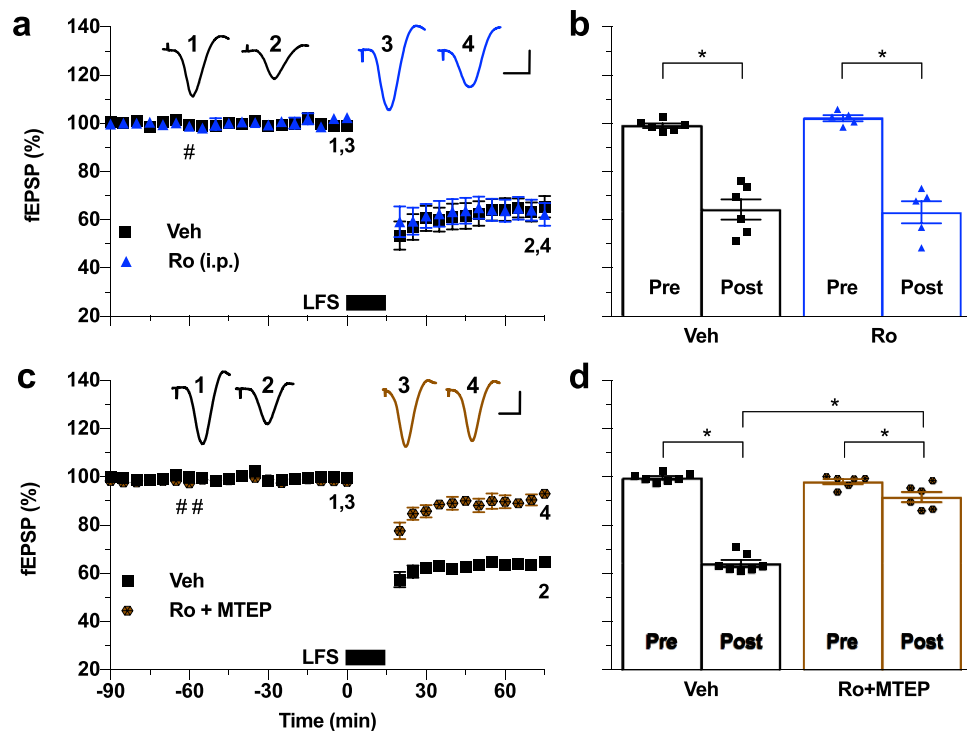 a
b
140
120
100
80
60
40
20
fEPSP (%)
1
2
3
4
#
1,3
2,4
Veh
Ro (i.p.)
LFS
*
*
Pre
Post
Pre
Post
Veh
Ro
c
d
140
120
100
80
60
40
20
fEPSP (%)
1
2
3
4
# #
1,3
4
2
Veh
Ro + MTEP
LFS
-90
-60
-30
0
30
60
Time (min)
*
*
*
Pre
Post
Pre
Post
Veh
Ro+MTEP